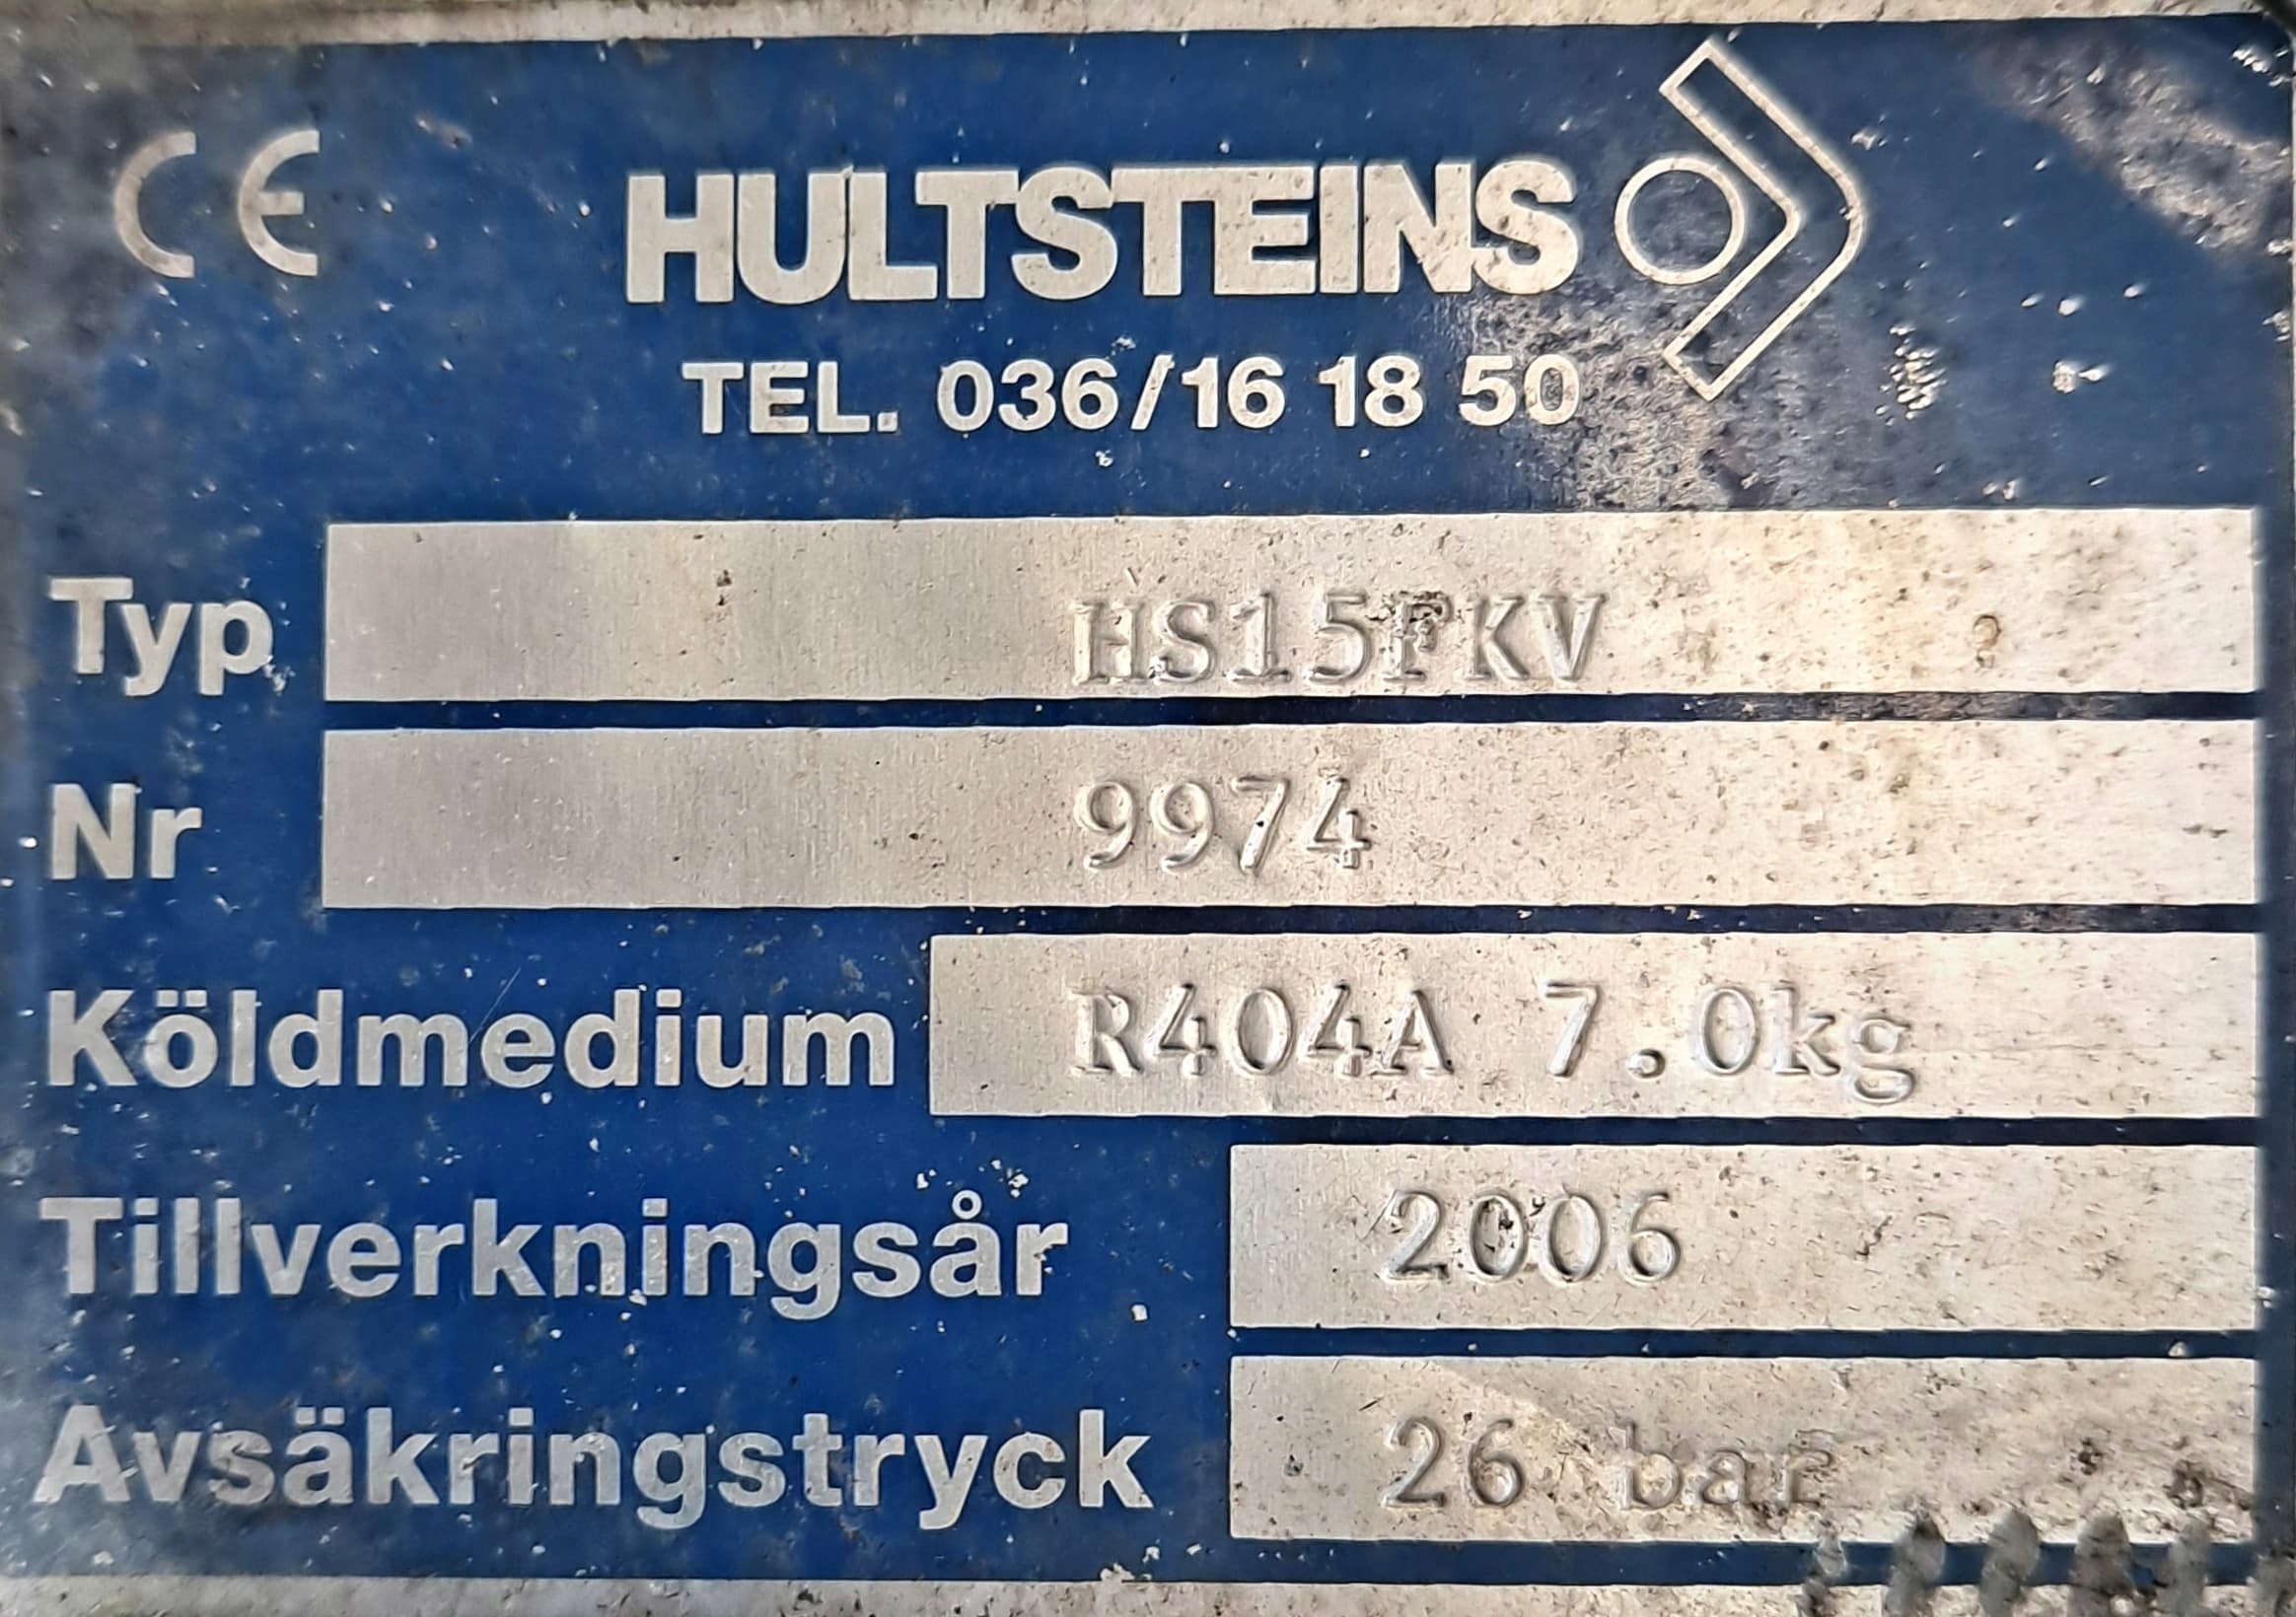 CE
HULTSTEINS
TEL. 036/16 18 50
Typ HS15FKV
Nr 9974
Köldmedium R404A 7.0kg
Tillverkningsår 2006
Avsäkringstryck 26 bar